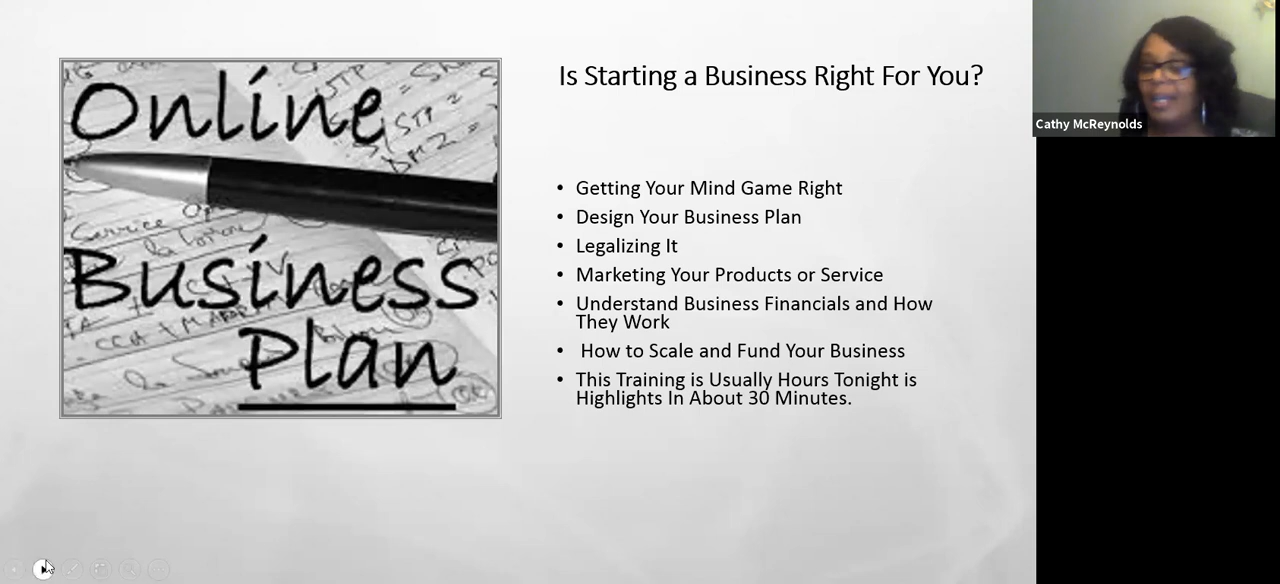 Is Starting a Business Right For You?
Online
Business
Plan
• Getting Your Mind Game Right
• Design Your Business Plan
• Legalizing It
• Marketing Your Products or Service
• Understand Business Financials and How
They Work
• How to Scale and Fund Your Business
• This Training is Usually Hours Tonight is
Highlights In About 30 Minutes.
Cathy McReynolds